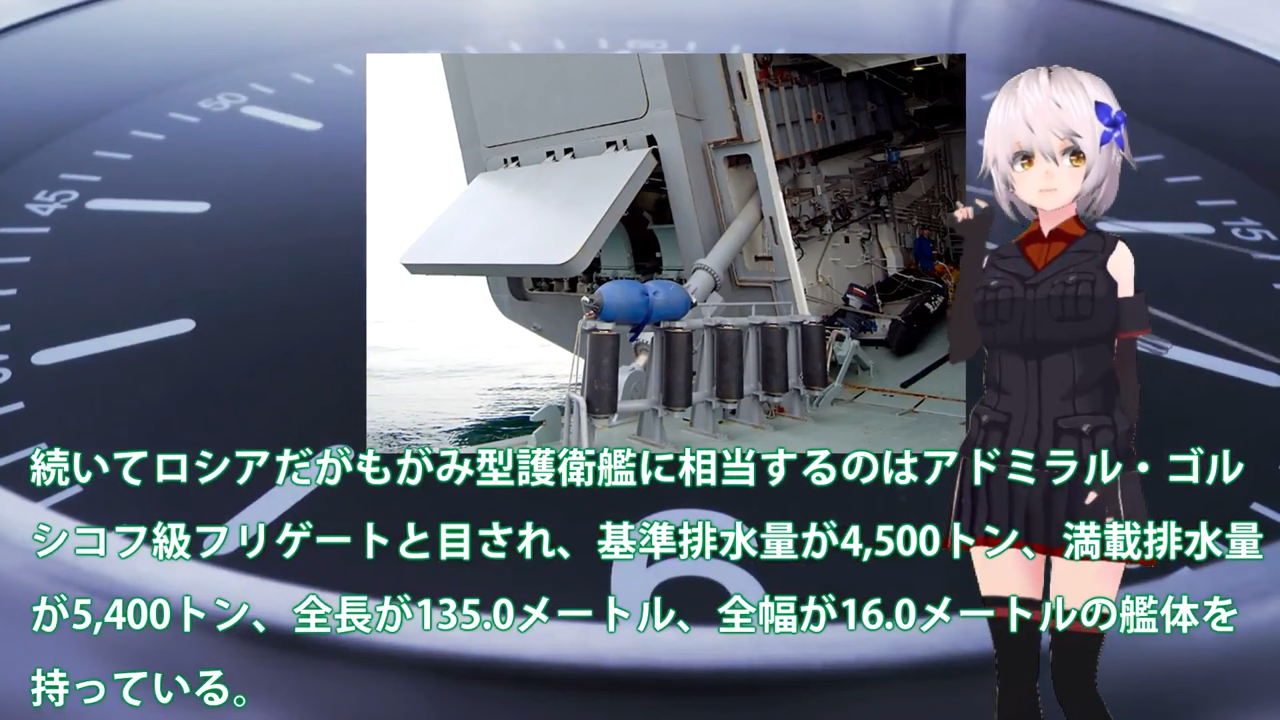 50
45
15
6
続いてロシアだがもがみ型護衛艦に相当するのはアドミラル・ゴル
シコフ級フリゲートと目され、基準排水量が4,500トン、満載排水量
が5,400トン、全長が135.0メートル、全幅が16.0メートルの艦体を
持っている。